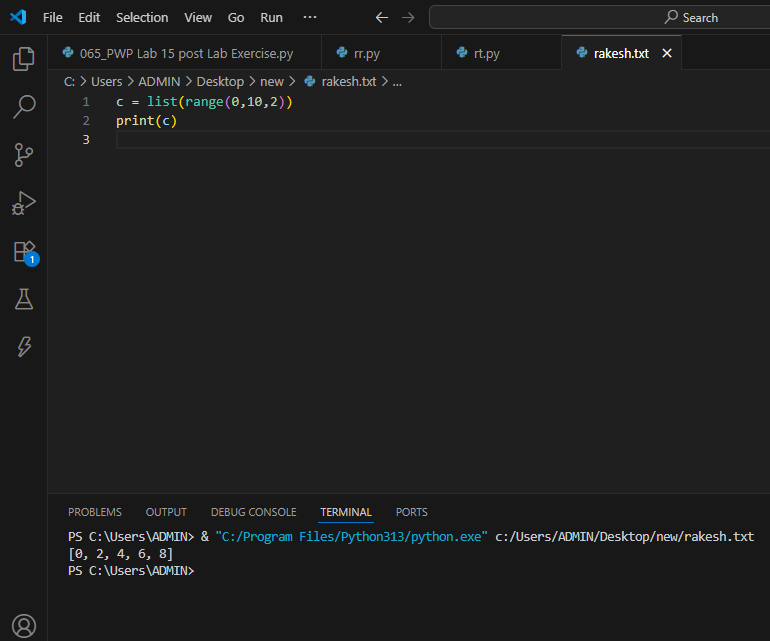 File Edit Selection View Go Run ··· Search
065_PWP Lab 15 post Lab Exercise.py rr.py rt.py rakesh.txt
C: > Users > ADMIN > Desktop > new > rakesh.txt > ...
1 c = list(range(0,10,2))
2 print(c)
3
1
PROBLEMS OUTPUT DEBUG CONSOLE TERMINAL PORTS
PS C:\Users\ADMIN> & "C:/Program Files/Python313/python.exe" c:/Users/ADMIN/Desktop/new/rakesh.txt
[0, 2, 4, 6, 8]
PS C:\Users\ADMIN>